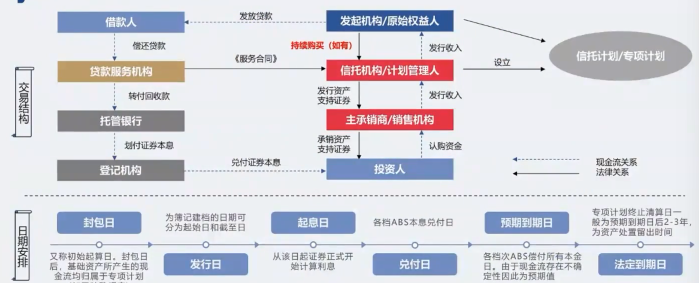 借款人
发放贷款
发起机构/原始权益人
偿还贷款
持续购买（如有）
发行收入
信托计划/专项计划
贷款服务机构
《服务合同》
信托机构/计划管理人
设立
交易结构
转付回收款
发行资产
支持证券
发行收入
托管银行
主承销商/销售机构
划付证券本息
承销资产
支持证券
认购资金
登记机构
兑付证券本息
投资人
现金流关系
法律关系
日期安排
封包日
为簿记建档的日期可
分为起始日和截至日
起息日
各档ABS本息兑付日
预期到期日
专项计划终止清算日一
般为预期到期日后2-3年，
为资产处置留出时间
又称初始起算日，封包日
后，基础资产所产生的现
金流均归属于专项计划
发行日
从该日起证券正式开
始计算利息
兑付日
各档次ABS偿付所有本金
日。由于现金流存在不确
定性因此为预期值
法定到期日